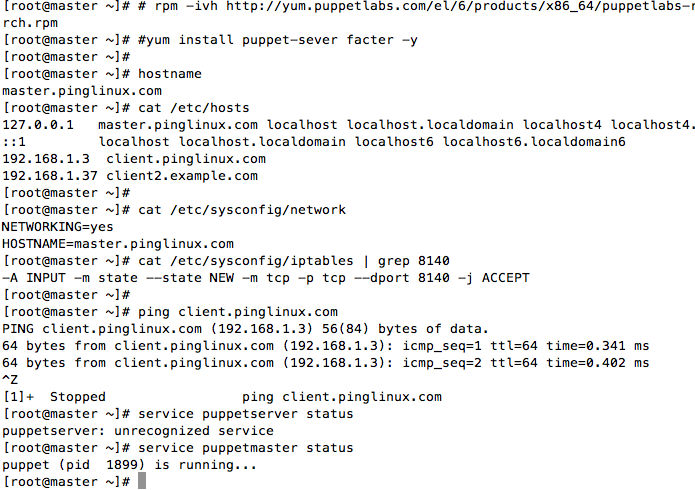 [root@master ~]# # rpm -ivh http://yum.puppetlabs.com/el/6/products/x86_64/puppetlabs-r
rch.rpm
[root@master ~]# #yum install puppet-sever facter -y
[root@master ~]#
[root@master ~]# hostname
master.pinglinux.com
[root@master ~]# cat /etc/hosts
127.0.0.1   master.pinglinux.com localhost localhost.localdomain localhost4 localhost4.
::1         localhost localhost.localdomain localhost6 localhost6.localdomain6
192.168.1.3  client.pinglinux.com
192.168.1.37 client2.example.com
[root@master ~]#
[root@master ~]# cat /etc/sysconfig/network
NETWORKING=yes
HOSTNAME=master.pinglinux.com
[root@master ~]# cat /etc/sysconfig/iptables | grep 8140
-A INPUT -m state --state NEW -m tcp -p tcp --dport 8140 -j ACCEPT
[root@master ~]#
[root@master ~]# ping client.pinglinux.com
PING client.pinglinux.com (192.168.1.3) 56(84) bytes of data.
64 bytes from client.pinglinux.com (192.168.1.3): icmp_seq=1 ttl=64 time=0.341 ms
64 bytes from client.pinglinux.com (192.168.1.3): icmp_seq=2 ttl=64 time=0.402 ms
^Z
[1]+  Stopped                 ping client.pinglinux.com
[root@master ~]# service puppetserver status
puppetserver: unrecognized service
[root@master ~]# service puppetmaster status
puppet (pid  1899) is running...
[root@master ~]#